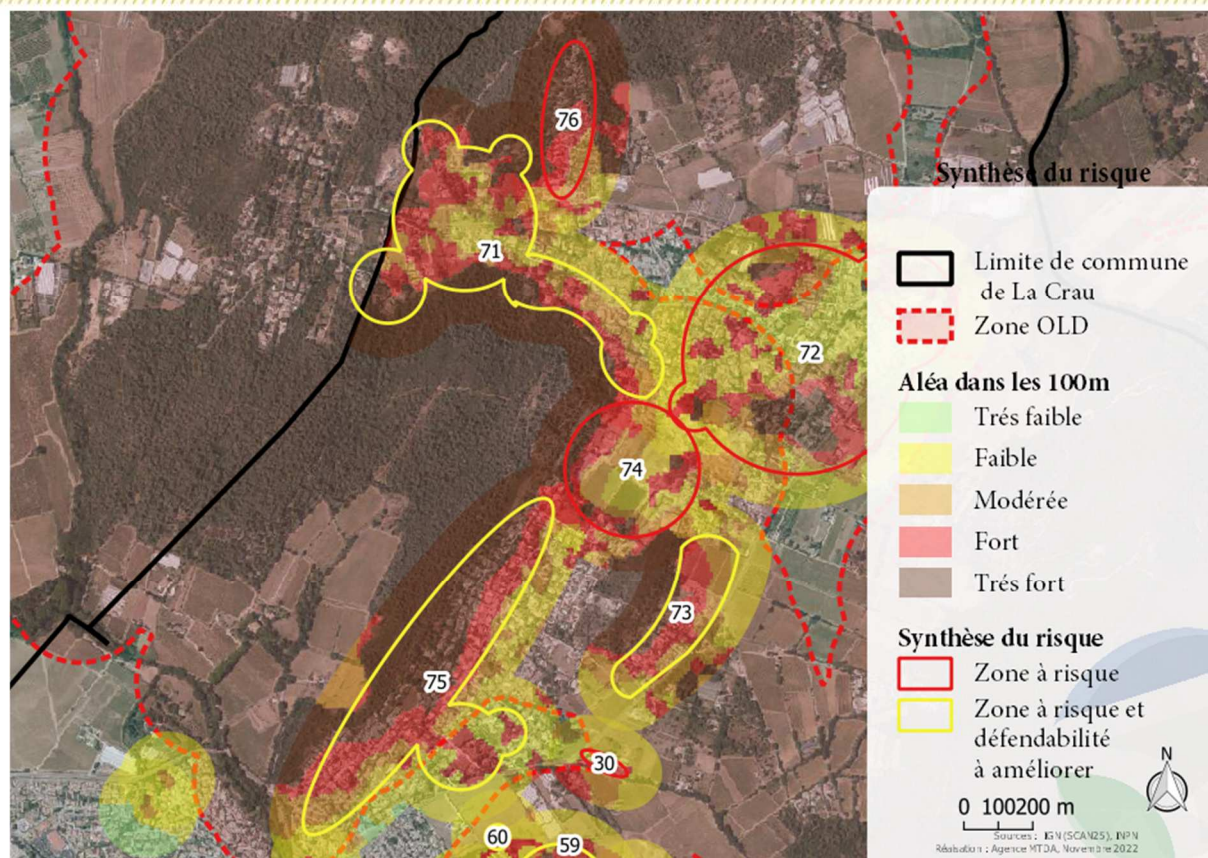 76
71
72
74
73
75
30
60
59
Synthèse du risque
Limite de commune
de La Crau
Zone OLD
Aléa dans les 100m
Trés faible
Faible
Modérée
Fort
Trés fort
Synthèse du risque
Zone à risque
Zone à risque et
défendabilité
à améliorer
N
0 100200 m
Sources : IGN (SCAN25), INPN
Réalisation : Agence MTDA, Novembre 2022